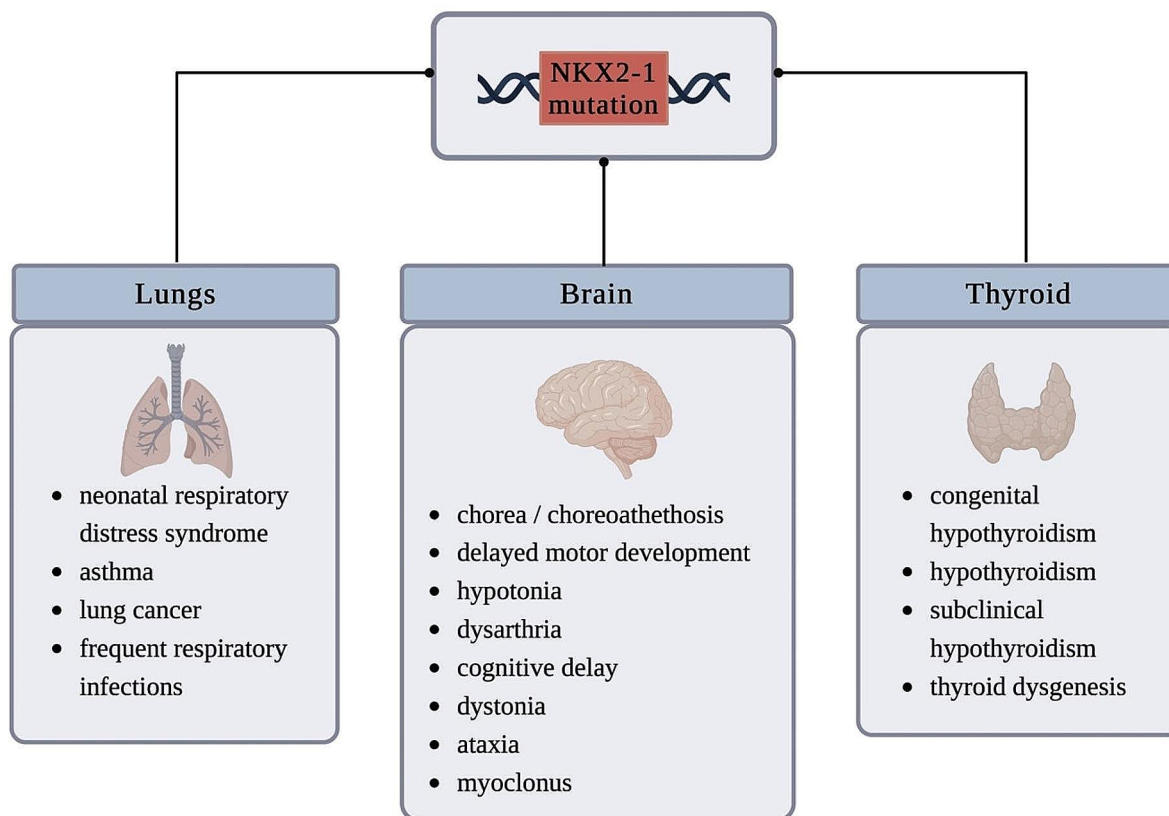 NKX2-1
mutation
Lungs
neonatal respiratory
distress syndrome
asthma
lung cancer
frequent respiratory
infections
Brain
chorea / choreoathethosis
delayed motor development
hypotonia
dysarthria
cognitive delay
dystonia
ataxia
myoclonus
Thyroid
congenital
hypothyroidism
hypothyroidism
subclinical
hypothyroidism
thyroid dysgenesis